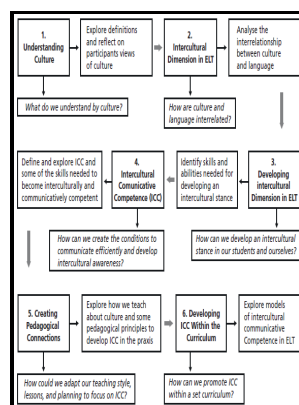 1.
Understanding
Culture
Explore definitions
and reflect on
participants views
of culture
2.
Intercultural
Dimension in ELT
Analyse the
interrelationship
between culture
and language
What do we understand by culture?
How are culture and
language interrelated?
Define and explore ICC and
some of the skills needed to
become interculturally and
communicatively competent
4.
Intercultural
Comunicative
Competence (ICC)
Identify skills and
abilities needed for
developing an
intercultural stance
3.
Developing
intercultural
Dimension in ELT
How can we create the conditions to
communicate efficiently and develop
intercultural awareness?
How can we develop an intercultural
stance in our students and ourselves?
5. Creating
Pedagogical
Connections
Explore how we teach
about culture and some
pedagogical principles
to develop ICC in the
praxis
6. Developing
ICC Within the
Curriculum
Explore models
of intercultural
communicative
Competence in ELT
How could we adapt our teaching style,
lessons, and planning to focus on ICC?
How can we promote ICC
within a set curriculum?